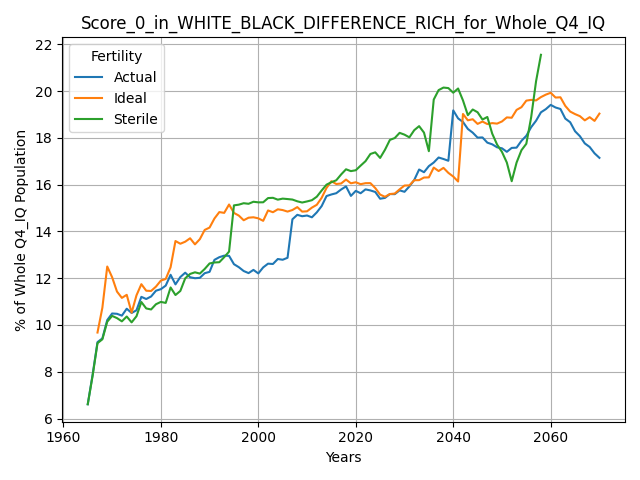 Score_0_in_WHITE_BLACK_DIFFERENCE_RICH_for_Whole_Q4_IQ
22
20
18
16
14
12
10
8
6
% of Whole Q4_IQ Population
Fertility
Actual
Ideal
Sterile
1960 1980 2000 2020 2040 2060
Years